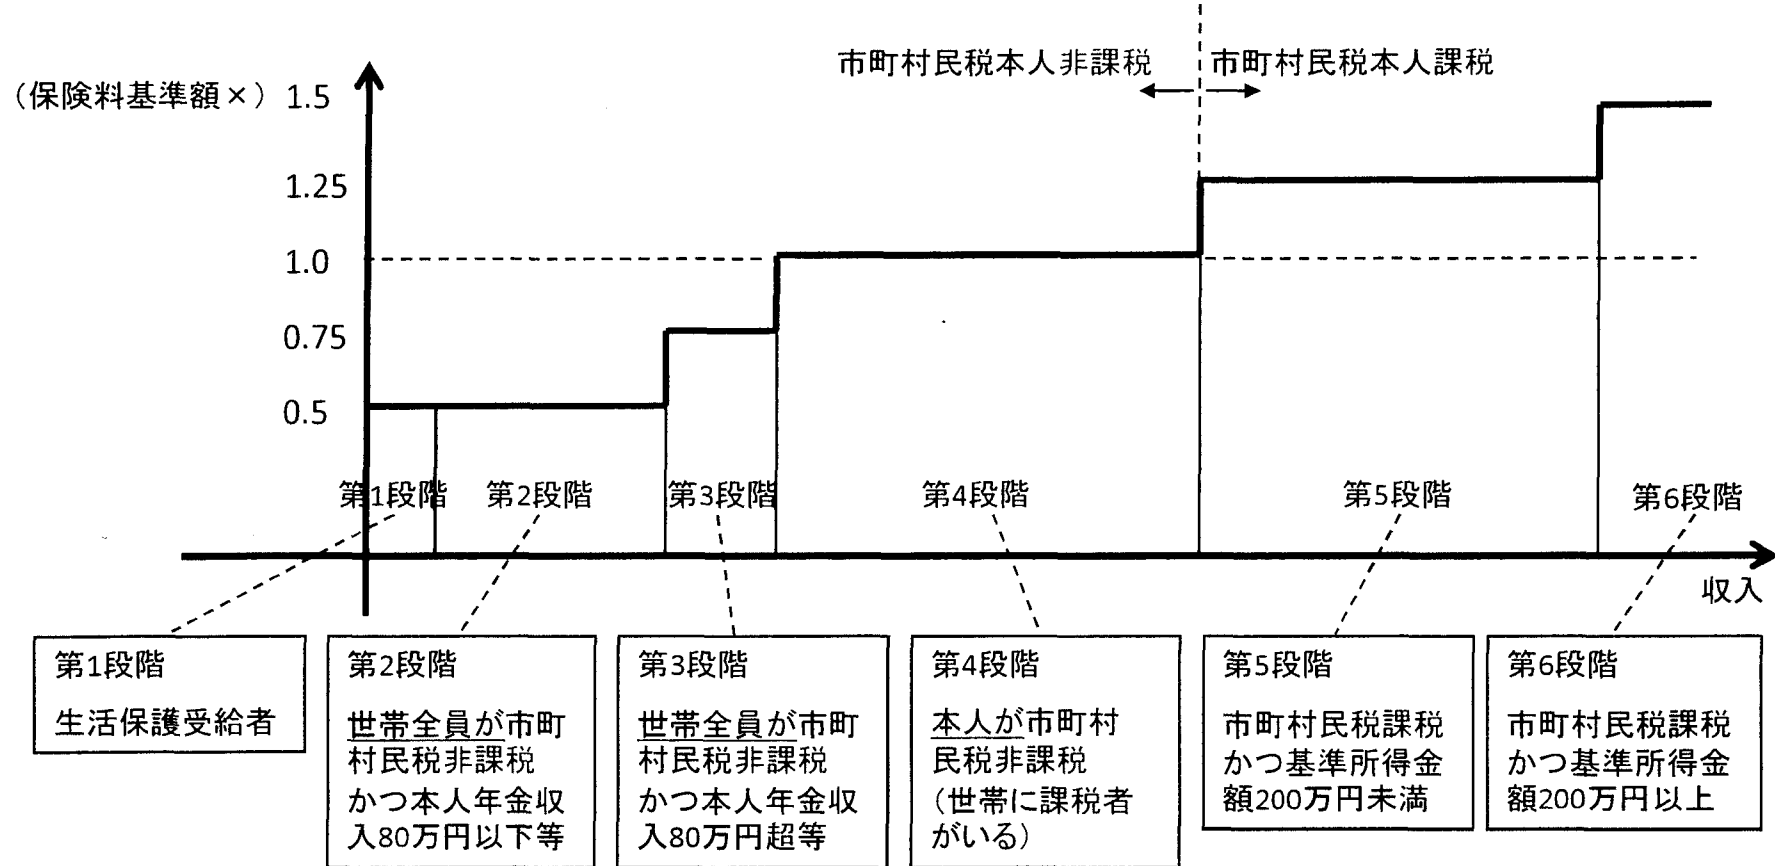 市町村民税本人非課税
市町村民税本人課税
（保険料基準額×）
1.5
1.25
1.0
0.75
0.5
第1段階
第2段階
第3段階
第4段階
第5段階
第6段階
収入
第1段階
生活保護受給者
第2段階
世帯全員が市町
村民税非課税
かつ本人年金収
入80万円以下等
第3段階
世帯全員が市町
村民税非課税
かつ本人年金収
入80万円超等
第4段階
本人が市町村
民税非課税
（世帯に課税者
がいる）
第5段階
市町村民税課税
かつ基準所得金
額200万円未満
第6段階
市町村民税課税
かつ基準所得金
額200万円以上